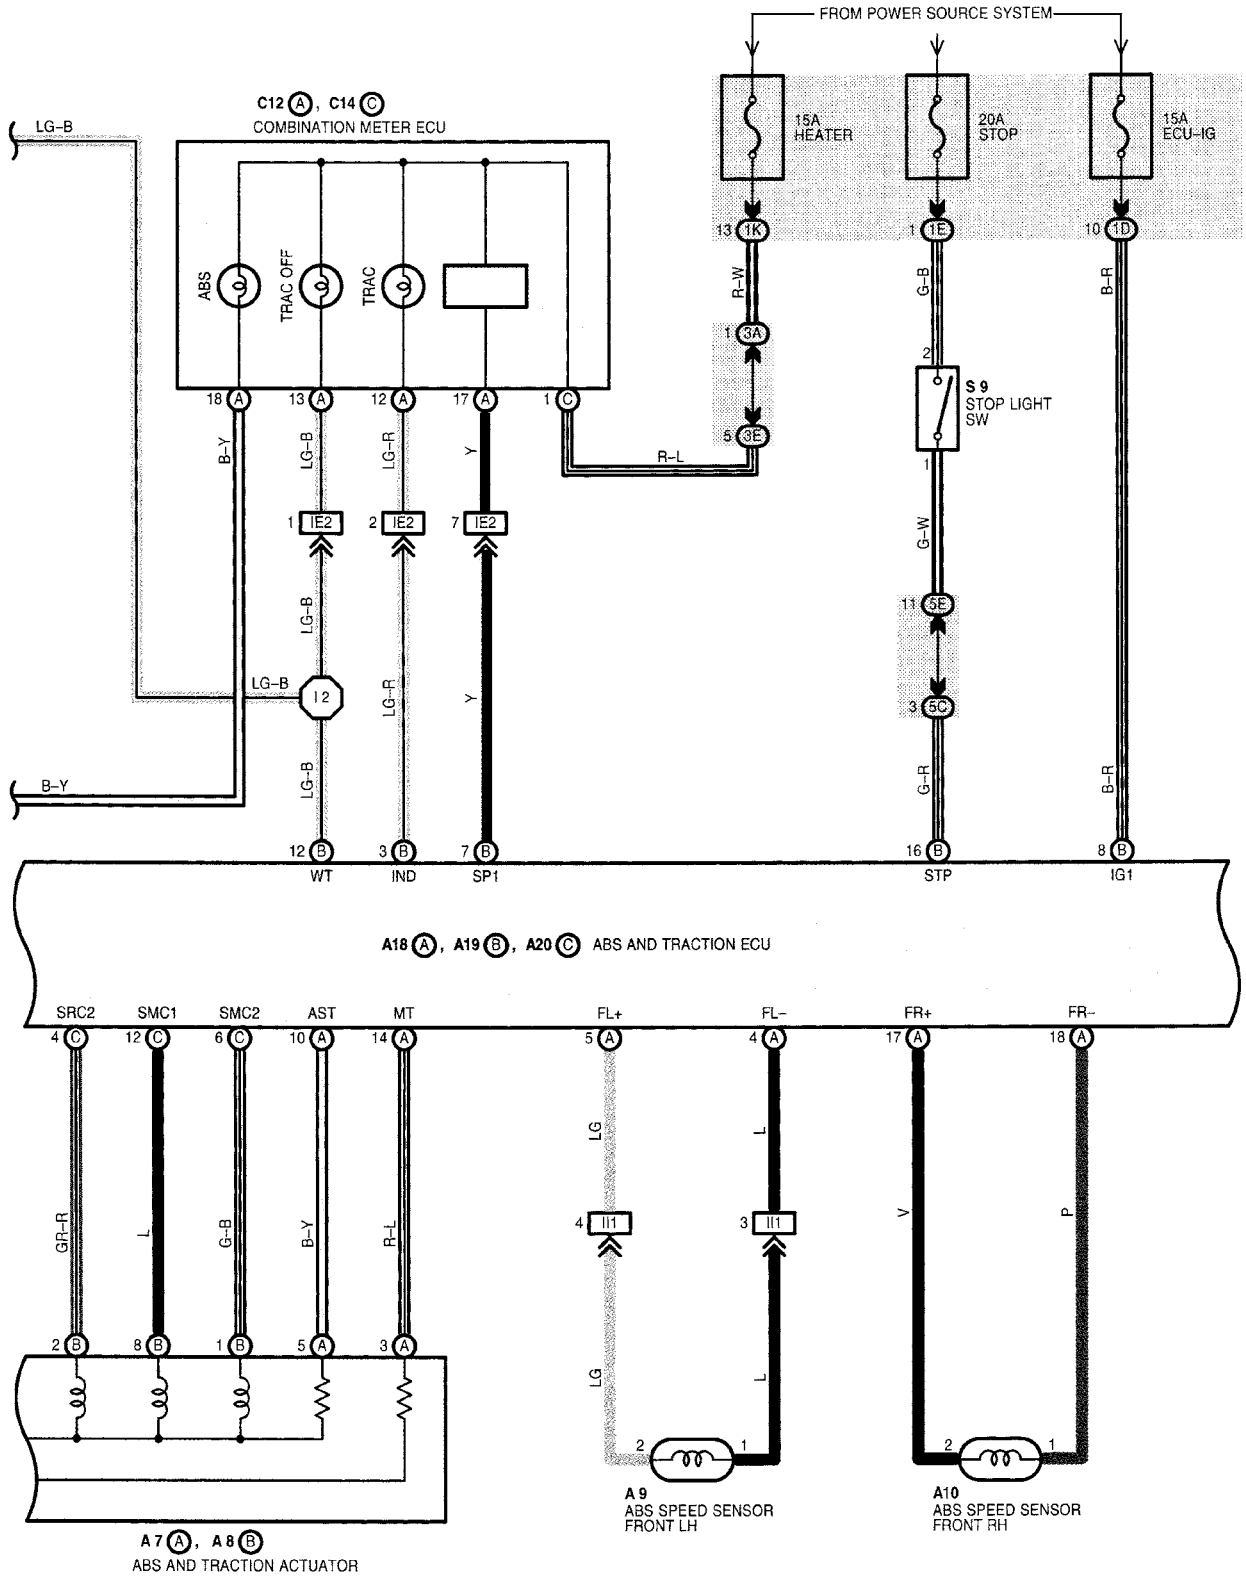 FROM POWER SOURCE SYSTEM
C12 A , C14 C
COMBINATION METER ECU
LG–B
15A
HEATER
20A
STOP
15A
ECU–IG
13 1K
1 1E
10 1D
ABS
TRAC OFF
TRAC
R–W
G–B
B–R
1 3A
2
S 9
STOP LIGHT
SW
18 A
13 A
12 A
17 A
1 C
5 3E
R–L
1
B–Y
LG–B
LG–R
Y
1 IE2
2 IE2
7 IE2
G–W
11 5E
LG–B
LG–B
I 2
LG–R
Y
3 5C
B–Y
LG–B
G–R
B–R
12 B
3 B
7 B
16 B
8 B
WT
IND
SP1
STP
IG1
A18 A , A19 B , A20 C ABS AND TRACTION ECU
SRC2
SMC1
SMC2
AST
MT
FL+
FL–
FR+
FR–
4 C
12 C
6 C
10 A
14 A
5 A
4 A
17 A
18 A
LG
L
GR–R
L
G–B
B–Y
R–L
4 II1
3 II1
V
P
2 B
8 B
1 B
5 A
3 A
LG
L
2
1
2
1
A 9
ABS SPEED SENSOR
FRONT LH
A10
ABS SPEED SENSOR
FRONT RH
A 7 A , A 8 B
ABS AND TRACTION ACTUATOR